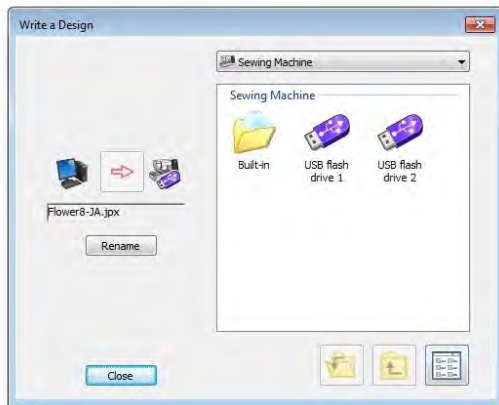 Write a Design
Sewing Machine
Sewing Machine
Built-in
USB flash
drive 1
USB flash
drive 2
Flower8-JA.jpx
Rename
Close